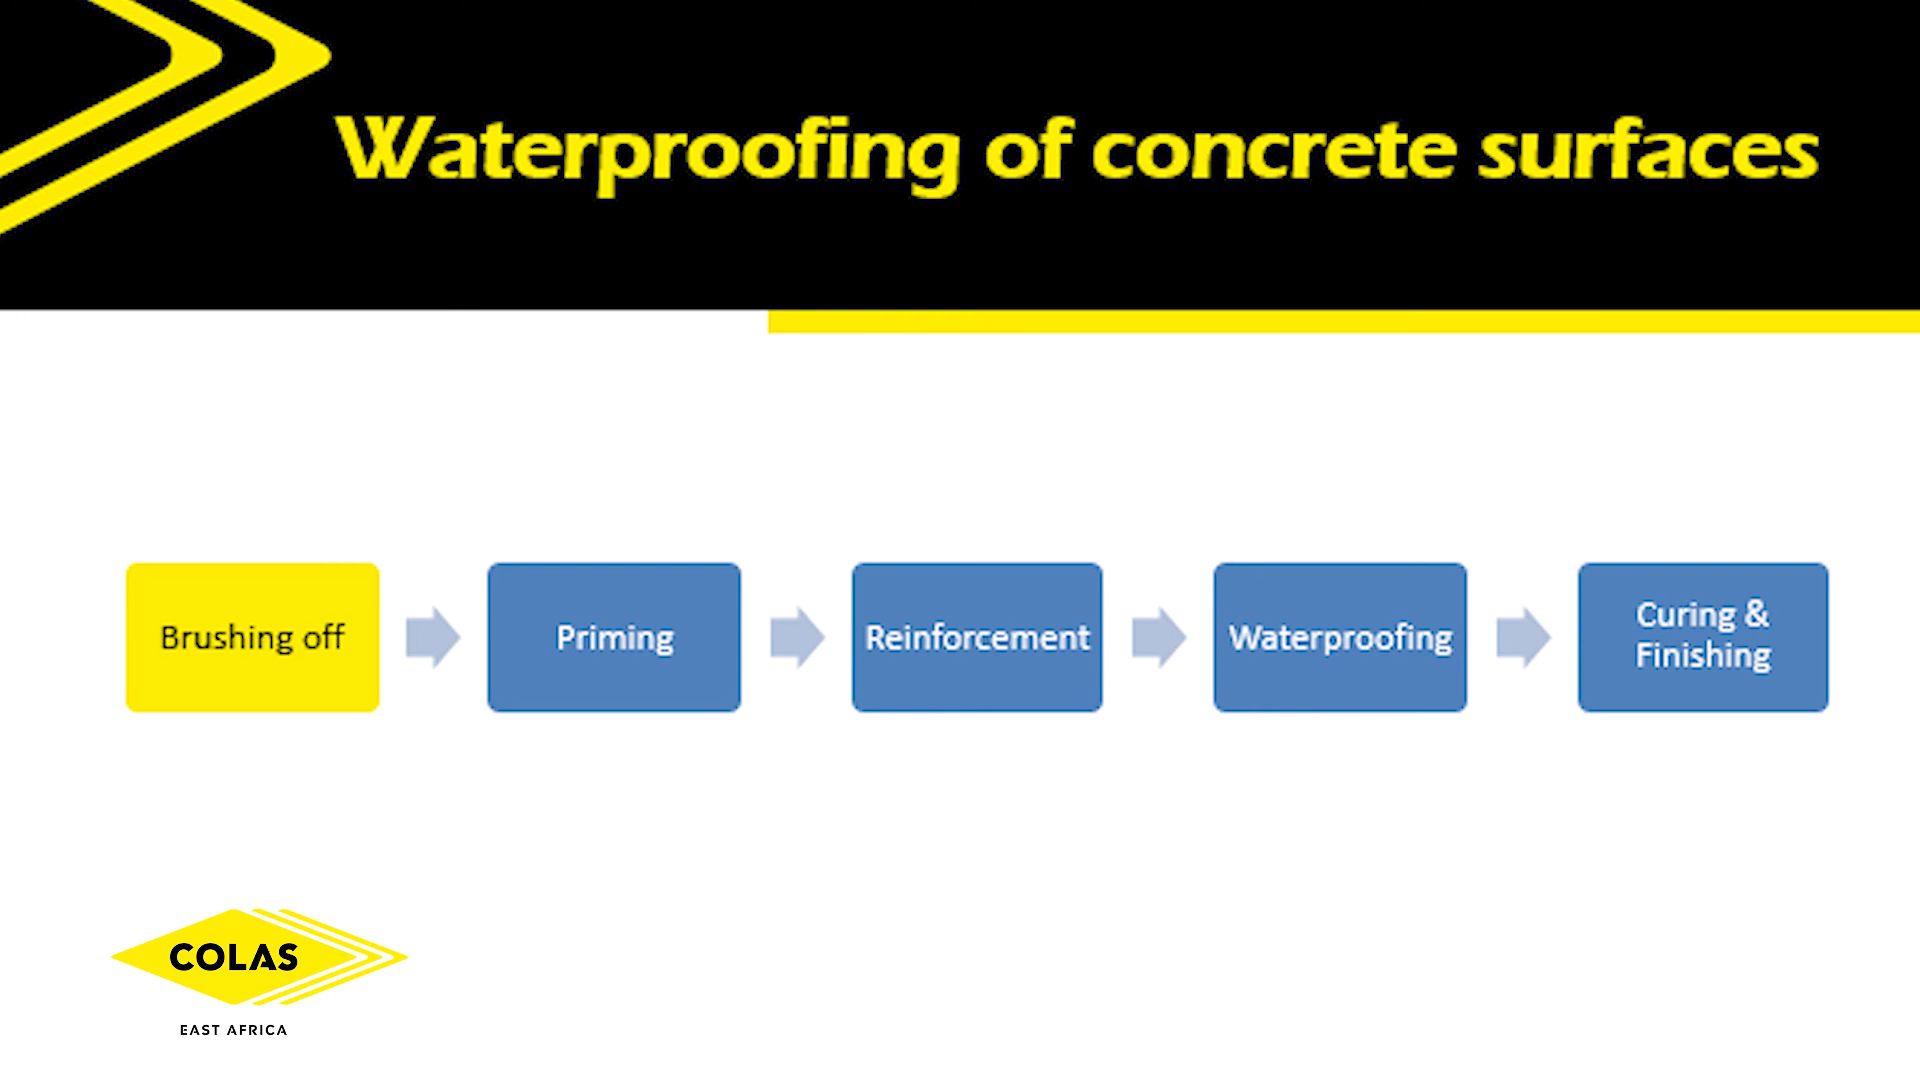 Waterproofing of concrete surfaces
Brushing off
Priming
Reinforcement
Waterproofing
Curing &
Finishing
COLAS
EAST AFRICA